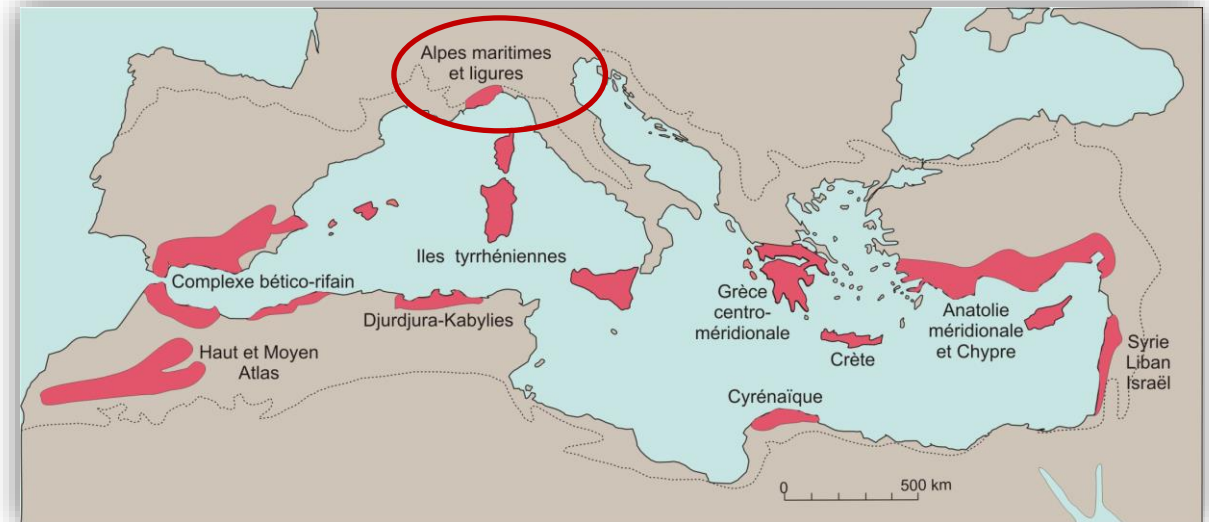 Alpes maritimes
et ligures
Iles tyrrhéniennes
Complexe bético-rifain
Djurdjura-Kabylies
Haut et Moyen
Atlas
Grèce
centro-
méridionale
Crète
Anatolie
méridionale
et Chypre
Syrie
Liban
Israël
Cyrénaïque
0 500 km